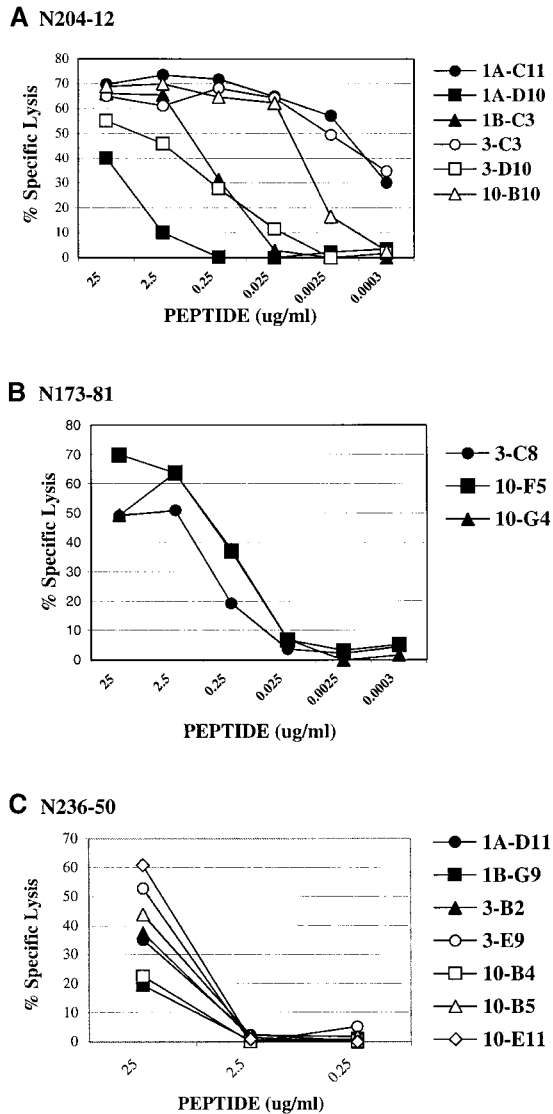 A N204-12
80
70
60
50
40
30
20
10
0
% Specific Lysis
25
2.5
0.25
0.025
0.0025
0.0003
PEPTIDE (ug/ml)
1A-C11
1A-D10
1B-C3
3-C3
3-D10
10-B10
B N173-81
80
70
60
50
40
30
20
10
0
% Specific Lysis
25
2.5
0.25
0.025
0.0025
0.0003
PEPTIDE (ug/ml)
3-C8
10-F5
10-G4
C N236-50
70
60
50
40
30
20
10
0
% Specific Lysis
25
2.5
0.25
PEPTIDE (ug/ml)
1A-D11
1B-G9
3-B2
3-E9
10-B4
10-B5
10-E11